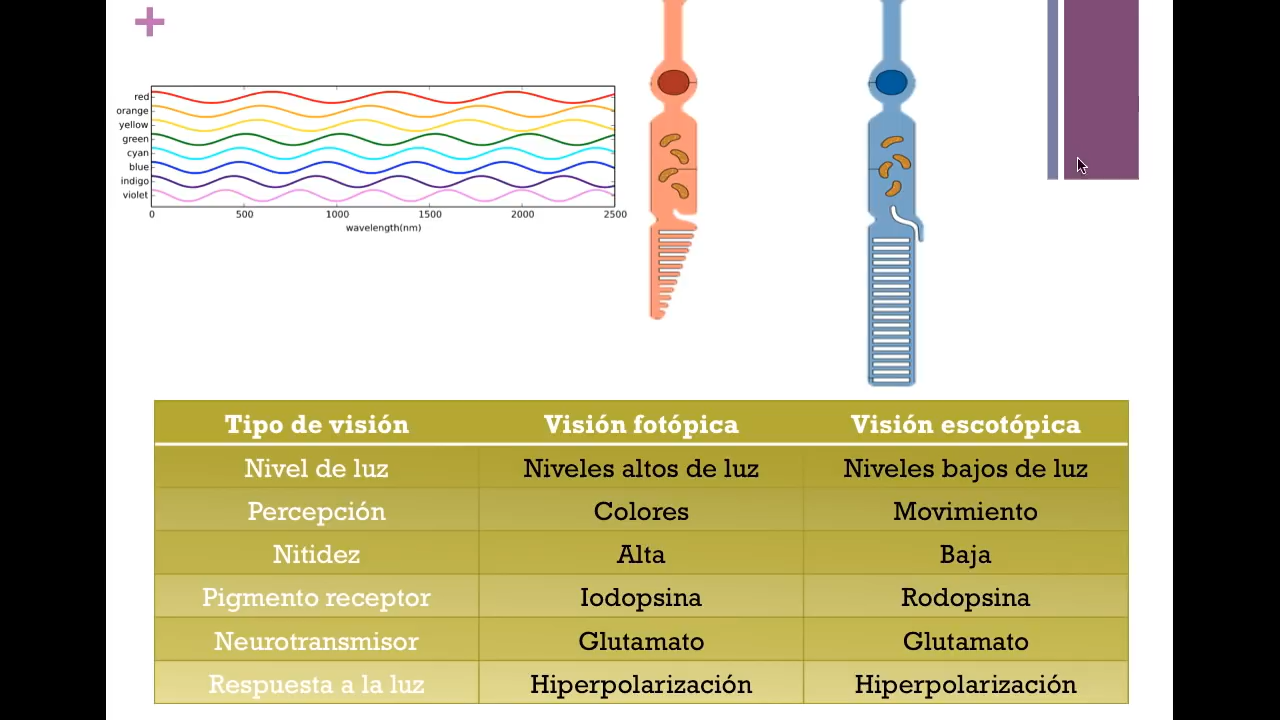 +
red
orange
yellow
green
cyan
blue
indigo
violet
0 500 1000 1500 2000 2500
wavelength(nm)
Tipo de visión Visión fotópica Visión escotópica
Nivel de luz Niveles altos de luz Niveles bajos de luz
Percepción Colores Movimiento
Nitidez Alta Baja
Pigmento receptor Iodopsina Rodopsina
Neurotransmisor Glutamato Glutamato
Respuesta a la luz Hiperpolarización Hiperpolarización